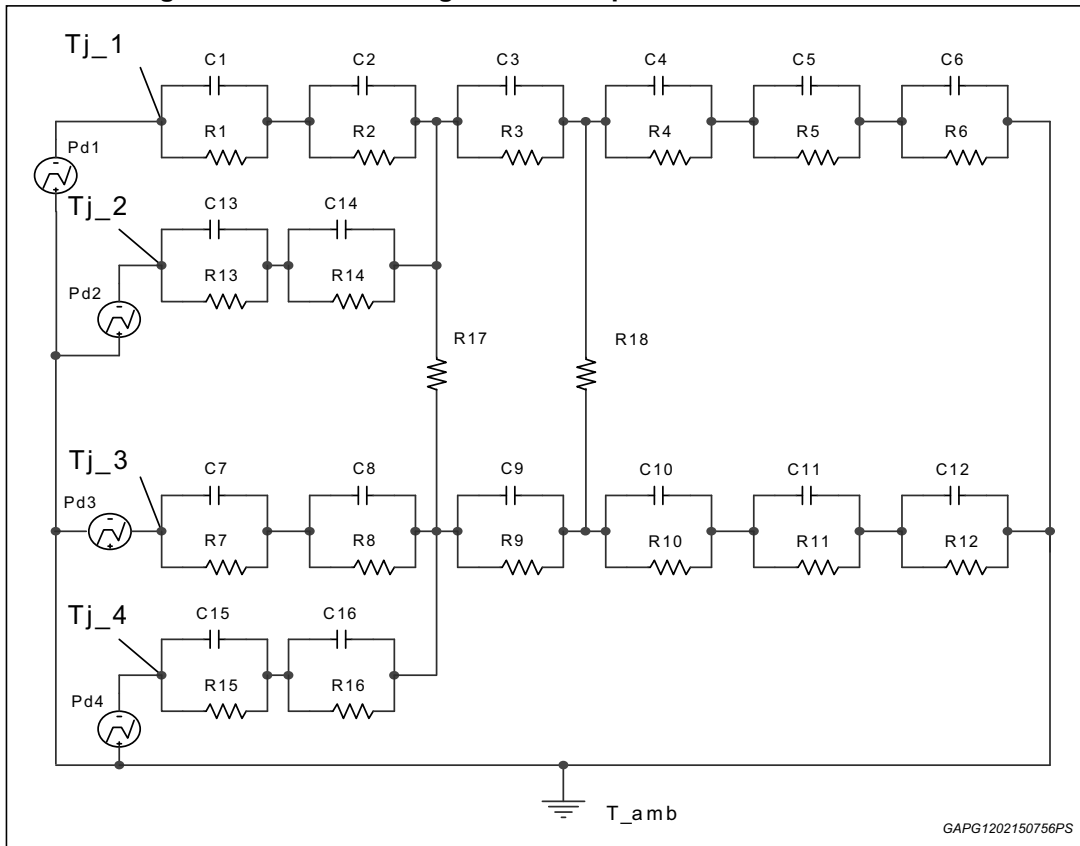 Tj_1
C1 C2 C3 C4 C5 C6
R1 R2 R3 R4 R5 R6
Pd1
-
+
Tj_2
C13 C14
R13 R14
Pd2
-
+
R17 R18
Tj_3
C7 C8 C9 C10 C11 C12
Pd3
-
+
R7 R8 R9 R10 R11 R12
Tj_4
C15 C16
R15 R16
Pd4
-
+
T_amb
GAPG1202150756PS